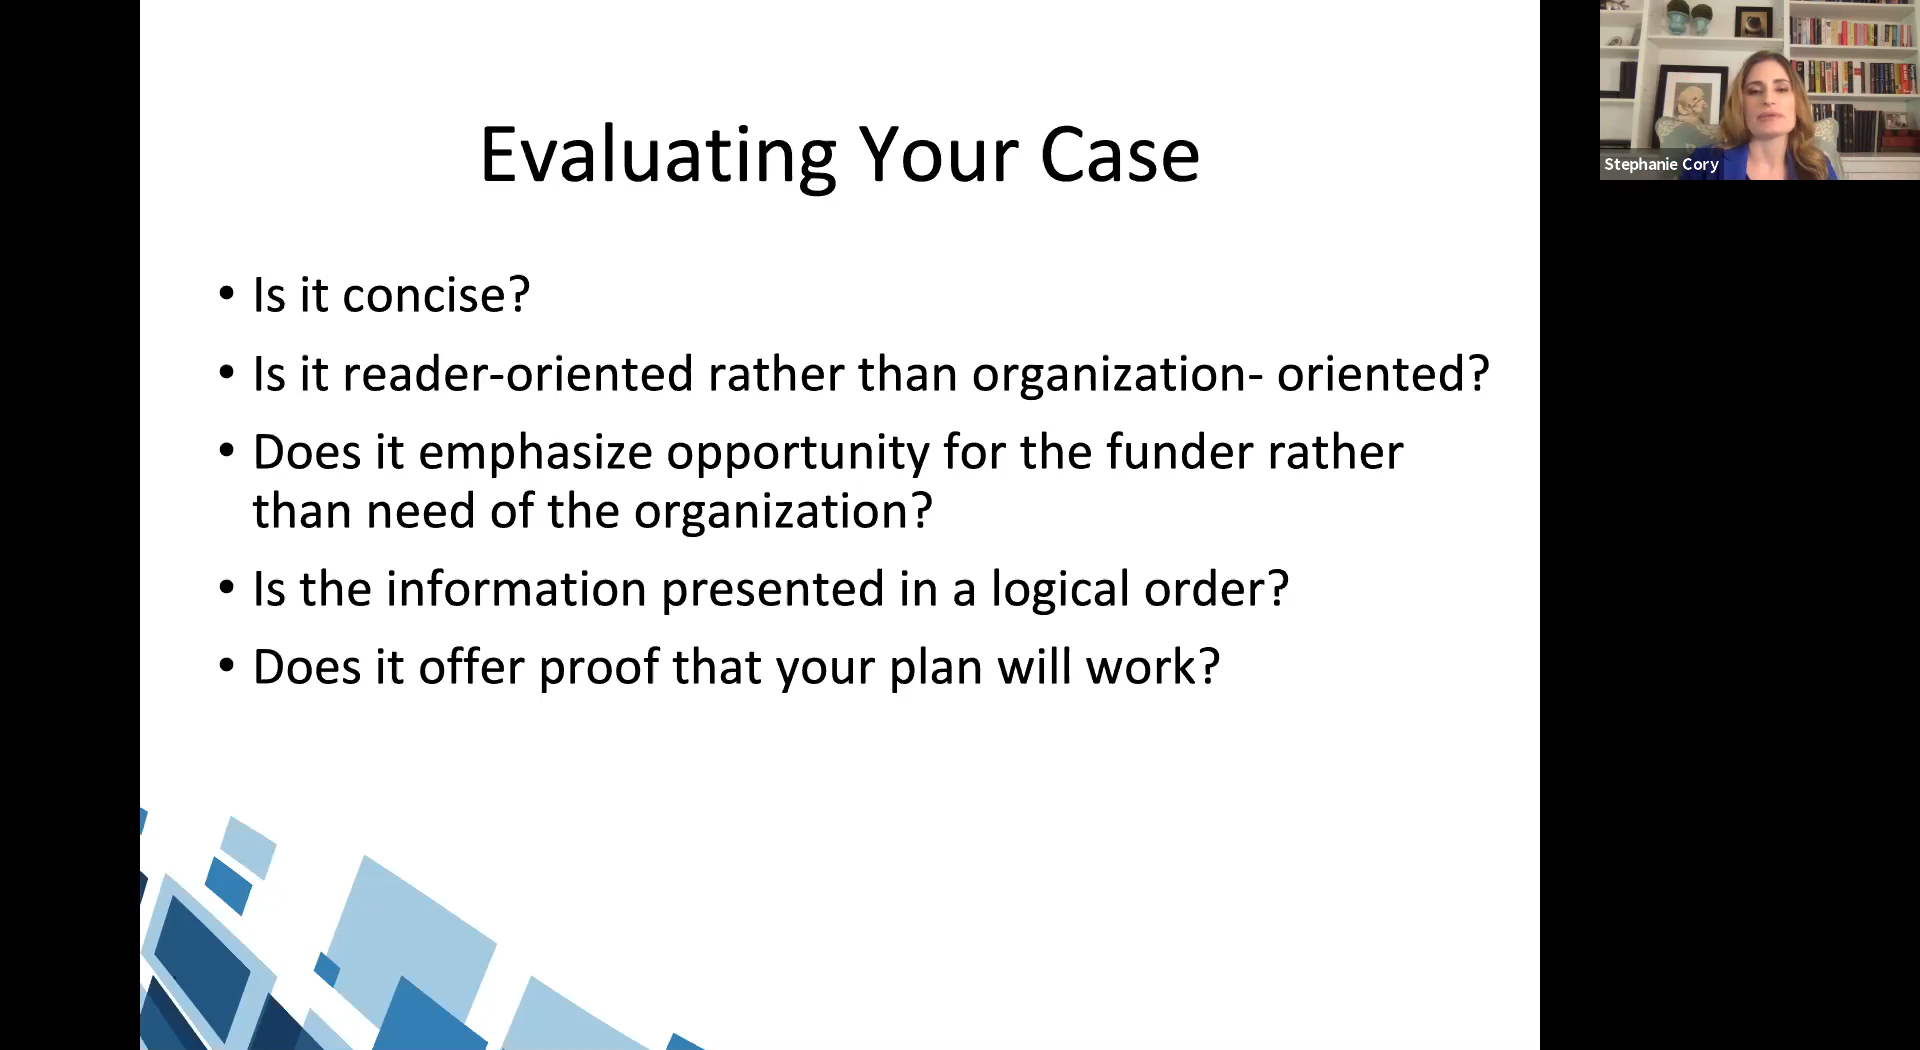 Evaluating Your Case
• Is it concise?
• Is it reader-oriented rather than organization- oriented?
• Does it emphasize opportunity for the funder rather
than need of the organization?
• Is the information presented in a logical order?
• Does it offer proof that your plan will work?
Stephanie Cory